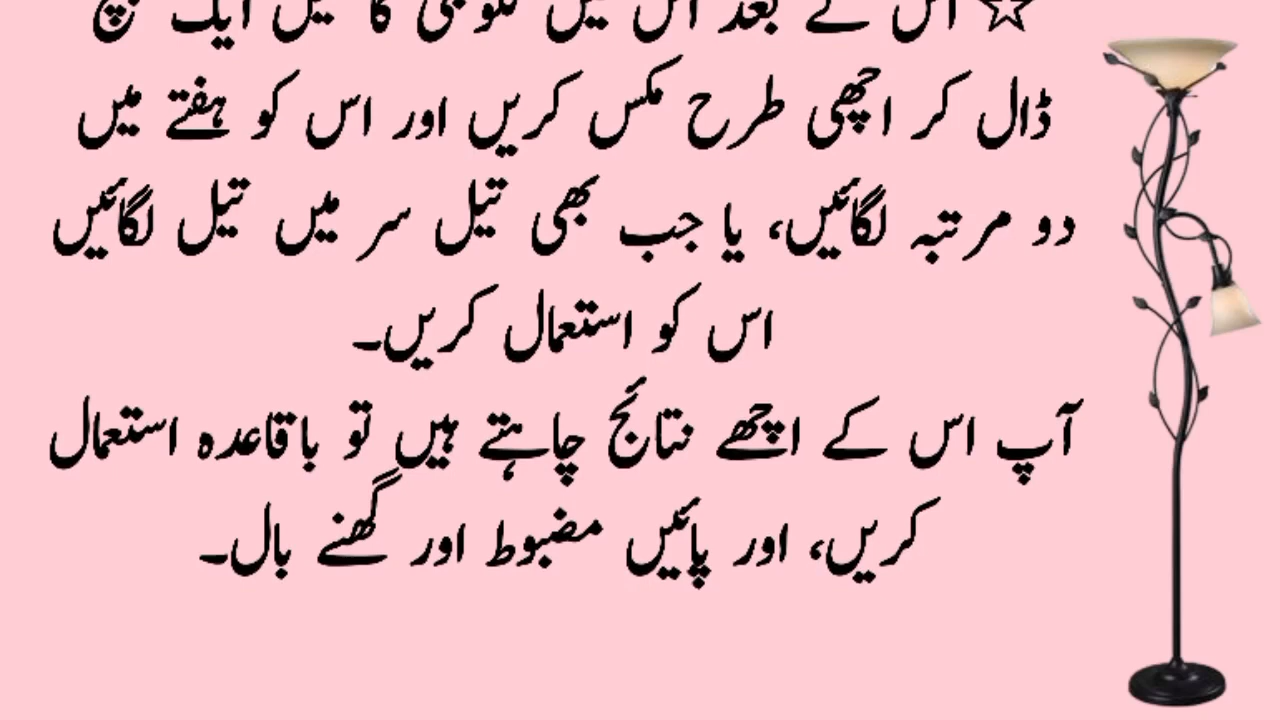 ☆ اس کے بعد اس میں کلونجی کا تیل ایک چمچ
ڈال کر اچھی طرح مکس کریں اور اس کو ہفتے میں
دو مرتبہ لگائیں، یا جب بھی تیل سر میں تیل لگائیں
اس کو استعمال کریں۔
آپ اس کے اچھے نتائج چاہتے ہیں تو باقاعدہ استعمال
کریں، اور پائیں مضبوط اور گھنے بال۔